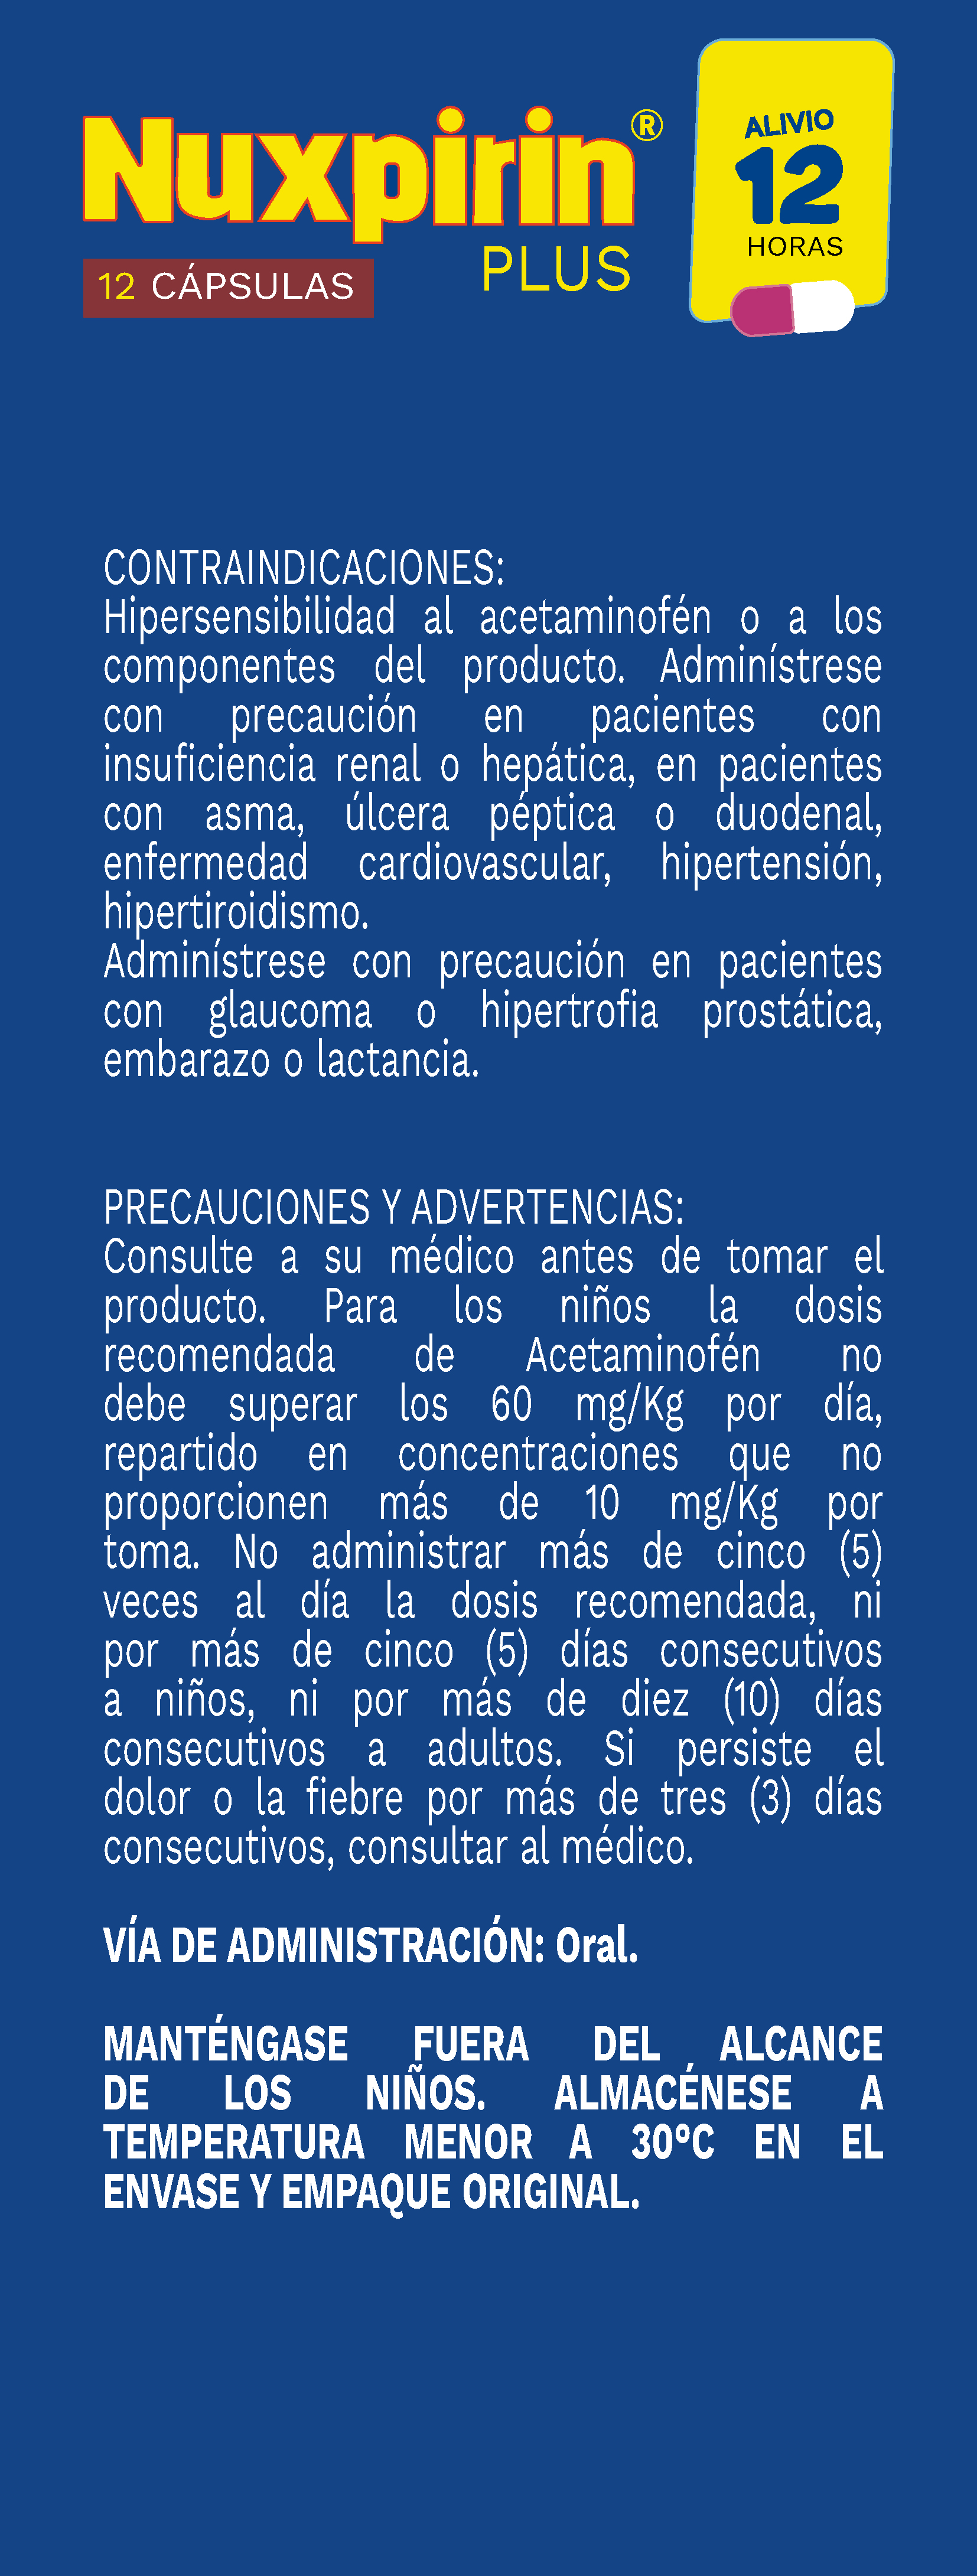 Nuxpirin®
PLUS
12 CÁPSULAS
ALIVIO
12
HORAS
CONTRAINDICACIONES:
Hipersensibilidad al acetaminofén o a los
componentes del producto. Adminístrese
con precaución en pacientes con
insuficiencia renal o hepática, en pacientes
con asma, úlcera péptica o duodenal,
enfermedad cardiovascular, hipertensión,
hipertiroidismo.
Adminístrese con precaución en pacientes
con glaucoma o hipertrofia prostática,
embarazo o lactancia.
PRECAUCIONES Y ADVERTENCIAS:
Consulte a su médico antes de tomar el
producto. Para los niños la dosis
recomendada de Acetaminofén no
debe superar los 60 mg/Kg por día,
repartido en concentraciones que no
proporcionen más de 10 mg/Kg por
toma. No administrar más de cinco (5)
veces al día la dosis recomendada, ni
por más de cinco (5) días consecutivos
a niños, ni por más de diez (10) días
consecutivos a adultos. Si persiste el
dolor o la fiebre por más de tres (3) días
consecutivos, consultar al médico.
VÍA DE ADMINISTRACIÓN: Oral.
MANTÉNGASE FUERA DEL ALCANCE
DE LOS NIÑOS. ALMACÉNESE A
TEMPERATURA MENOR A 30°C EN EL
ENVASE Y EMPAQUE ORIGINAL.